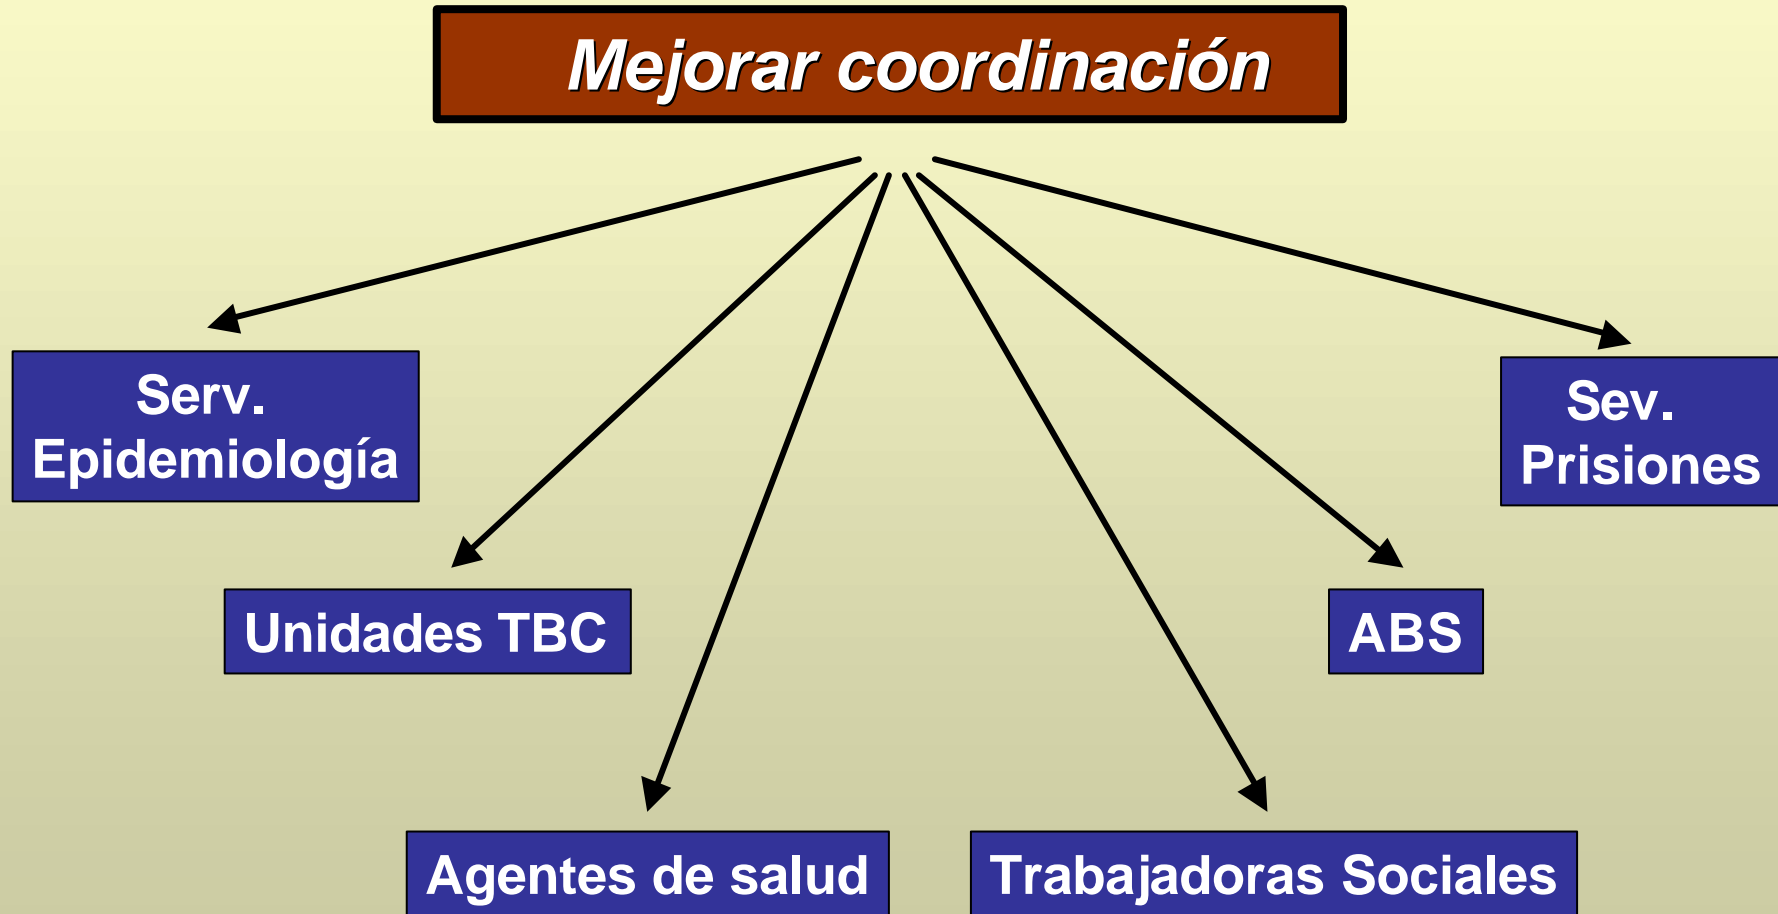 Mejorar coordinación
Serv.
Epidemiología
Sev.
Prisiones
Unidades TBC
ABS
Agentes de salud
Trabajadoras Sociales